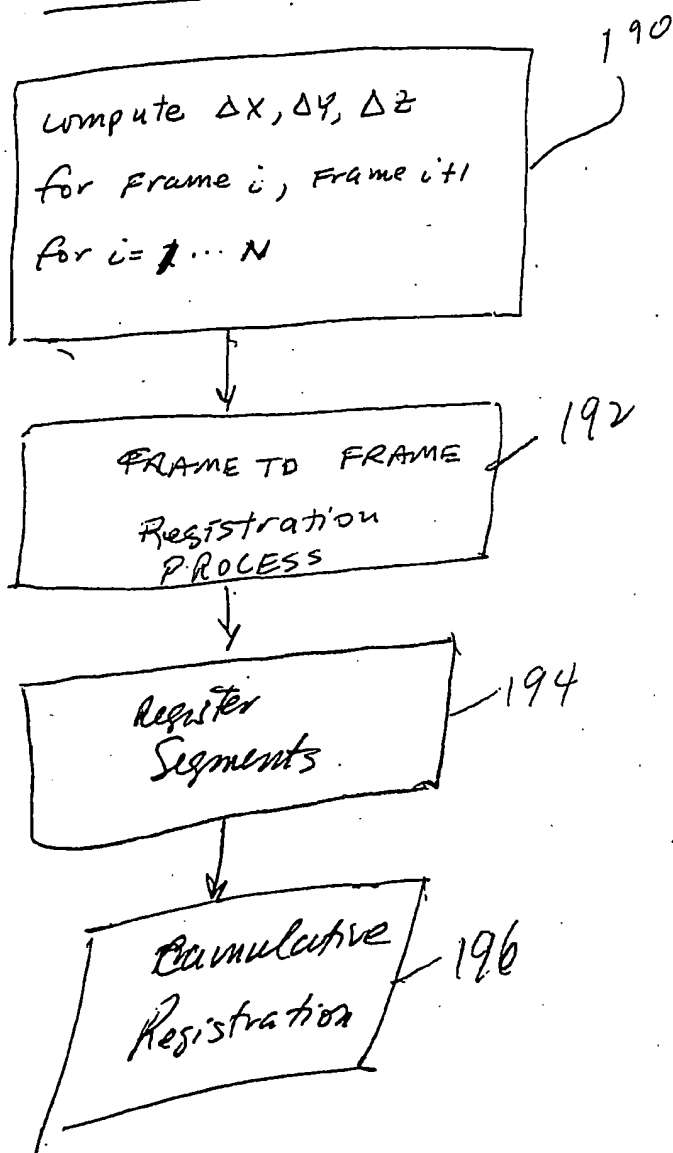 190
compute ΔX, ΔY, ΔZ
for Frame i, Frame i+1
for i= 1 ... N
192
FRAME TO FRAME
Registration
PROCESS
194
Register
Segments
196
Cumulative
Registration